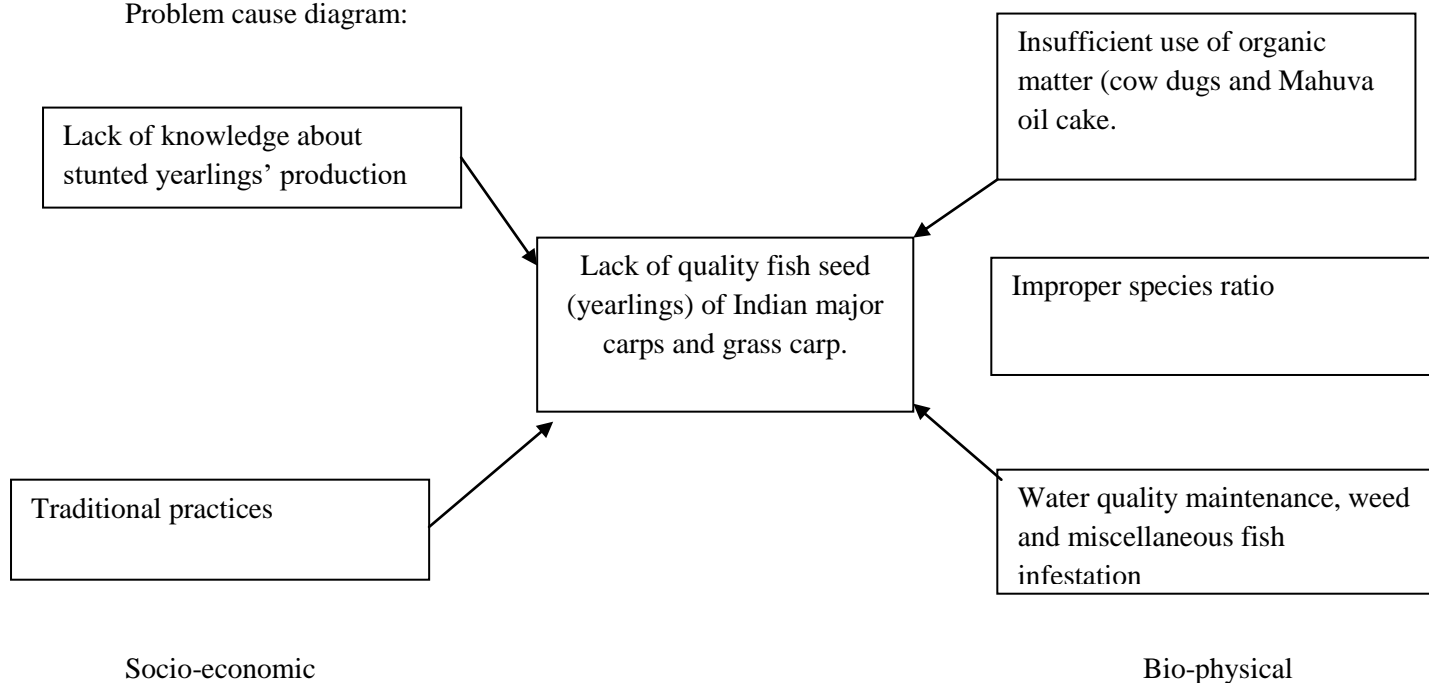 Problem cause diagram:
Insufficient use of organic
matter (cow dugs and Mahuva
oil cake.
Lack of knowledge about
stunted yearlings’ production
Lack of quality fish seed
(yearlings) of Indian major
carps and grass carp.
Improper species ratio
Traditional practices
Water quality maintenance, weed
and miscellaneous fish
infestation
Socio-economic
Bio-physical